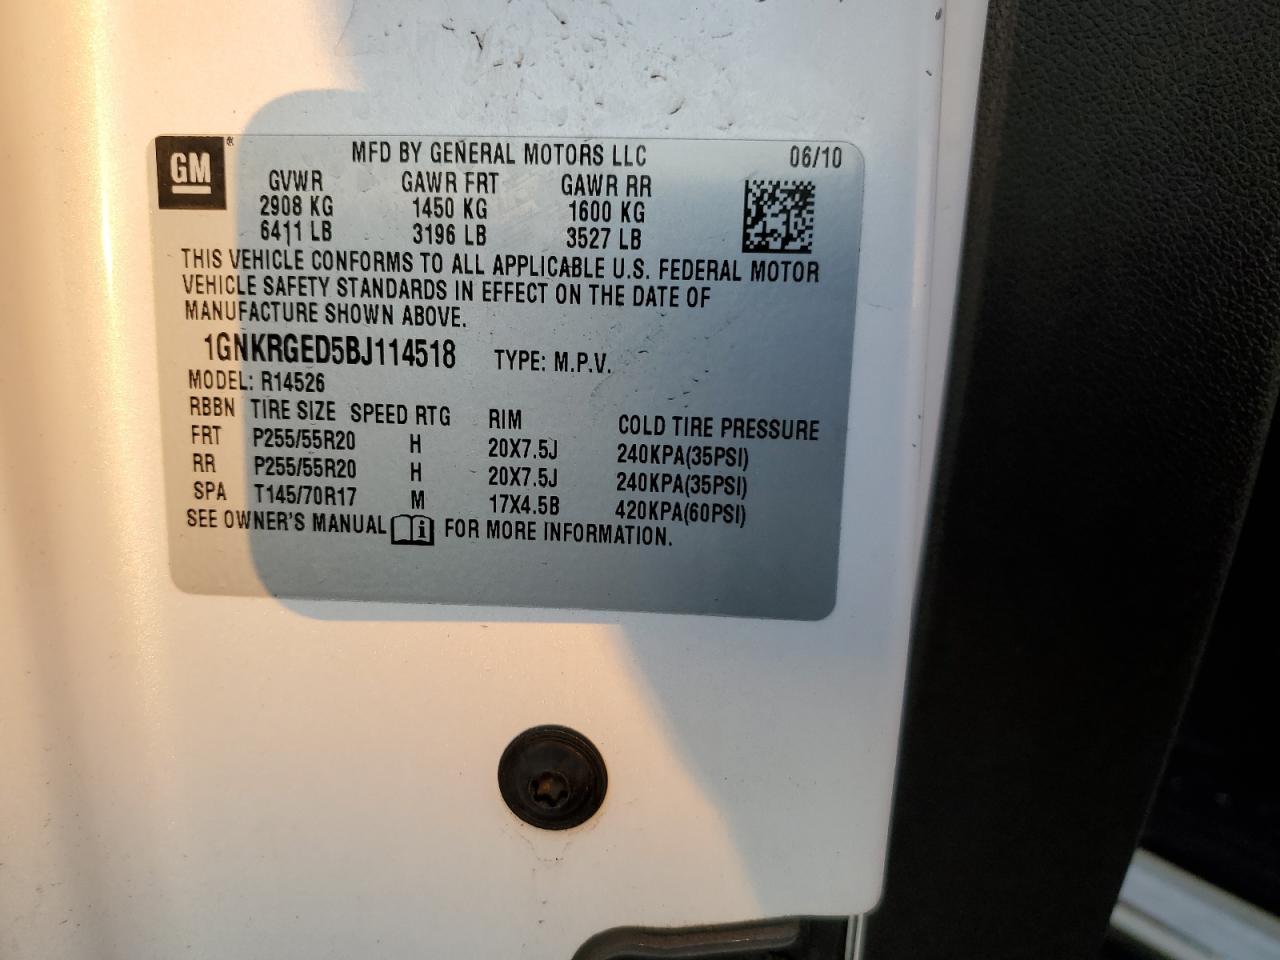 GM ® MFD BY GENERAL MOTORS LLC 06/10
GVWR GAWR FRT GAWR RR
2908 KG 1450 KG 1600 KG
6411 LB 3196 LB 3527 LB
THIS VEHICLE CONFORMS TO ALL APPLICABLE U.S. FEDERAL MOTOR
VEHICLE SAFETY STANDARDS IN EFFECT ON THE DATE OF
MANUFACTURE SHOWN ABOVE.
1GNKRGED5BJ114518 TYPE: M.P.V.
MODEL: R14526
RBBN TIRE SIZE SPEED RTG RIM COLD TIRE PRESSURE
FRT P255/55R20 H 20X7.5J 240KPA(35PSI)
RR P255/55R20 H 20X7.5J 240KPA(35PSI)
SPA T145/70R17 M 17X4.5B 420KPA(60PSI)
SEE OWNER'S MANUAL i FOR MORE INFORMATION.